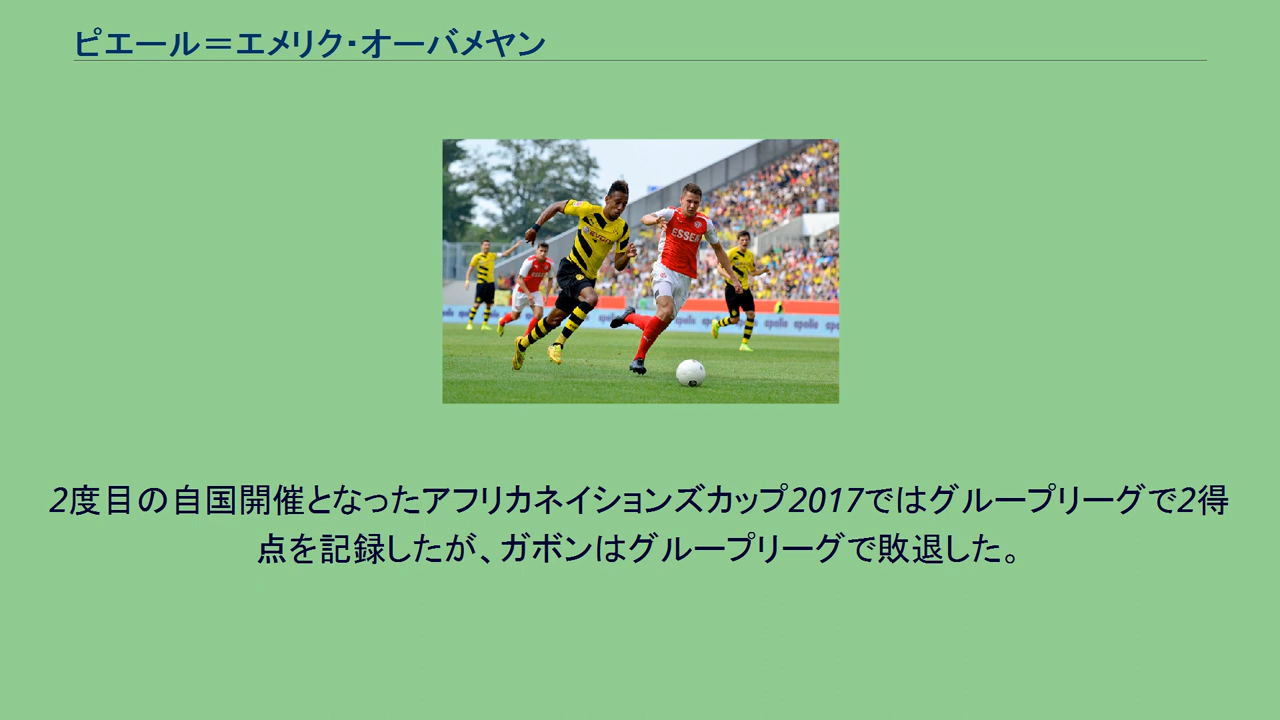 ピエール＝エメリク・オーバメヤン
ESSEN
2度目の自国開催となったアフリカネイションズカップ2017ではグループリーグで2得
点を記録したが、ガボンはグループリーグで敗退した。